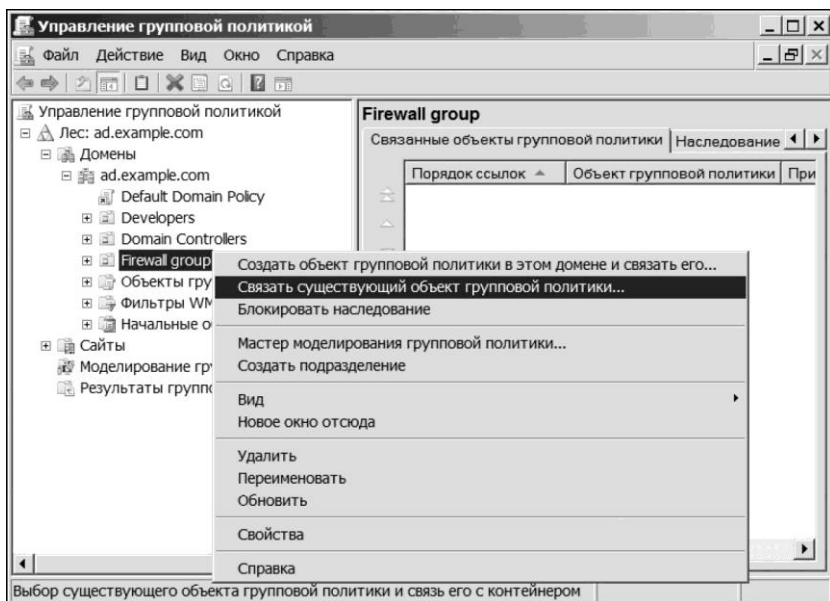 Управление групповой политикой
Файл Действие Вид Окно Справка
Управление групповой политикой
Лес: ad.example.com
Домены
ad.example.com
Default Domain Policy
Developers
Domain Controllers
Firewall group
Объекты гру
Фильтры WM
Начальные о
Сайты
Моделирование гр
Результаты группо
Firewall group
Связанные объекты групповой политики Наследование
Порядок ссылок Объект групповой политики При
Создать объект групповой политики в этом домене и связать его...
Связать существующий объект групповой политики...
Блокировать наследование
Мастер моделирования групповой политики...
Создать подразделение
Вид
Новое окно отсюда
Удалить
Переименовать
Обновить
Свойства
Справка
Выбор существующего объекта групповой политики и связь его с контейнером